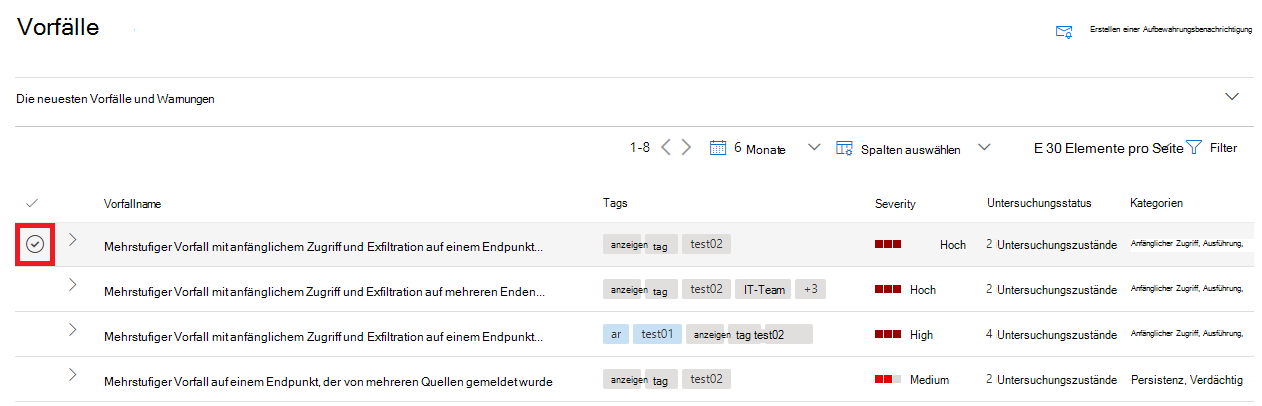 Vorfälle
Erstellen einer Aufbewahrungsbenachrichtigung
Die neuesten Vorfälle und Warnungen
1-8 6 Monate Spalten auswählen E 30 Elemente pro Seite Filter
Vorfallname Tags Severity Untersuchungsstatus Kategorien
Mehrstufiger Vorfall mit anfänglichem Zugriff und Exfiltration auf einem Endpunkt... anzeigen tag test02 Hoch 2 Untersuchungszustände Anfänglicher Zugriff, Ausführung,
Mehrstufiger Vorfall mit anfänglichem Zugriff und Exfiltration auf mehreren Enden... anzeigen tag test02 IT-Team +3 Hoch 2 Untersuchungszustände Anfänglicher Zugriff, Ausführung,
Mehrstufiger Vorfall mit anfänglichem Zugriff und Exfiltration auf einem Endpunkt... ar test01 anzeigen tag test02 High 4 Untersuchungszustände Anfänglicher Zugriff, Ausführung,
Mehrstufiger Vorfall auf einem Endpunkt, der von mehreren Quellen gemeldet wurde anzeigen tag test02 Medium 2 Untersuchungszustände Persistenz, Verdächtig